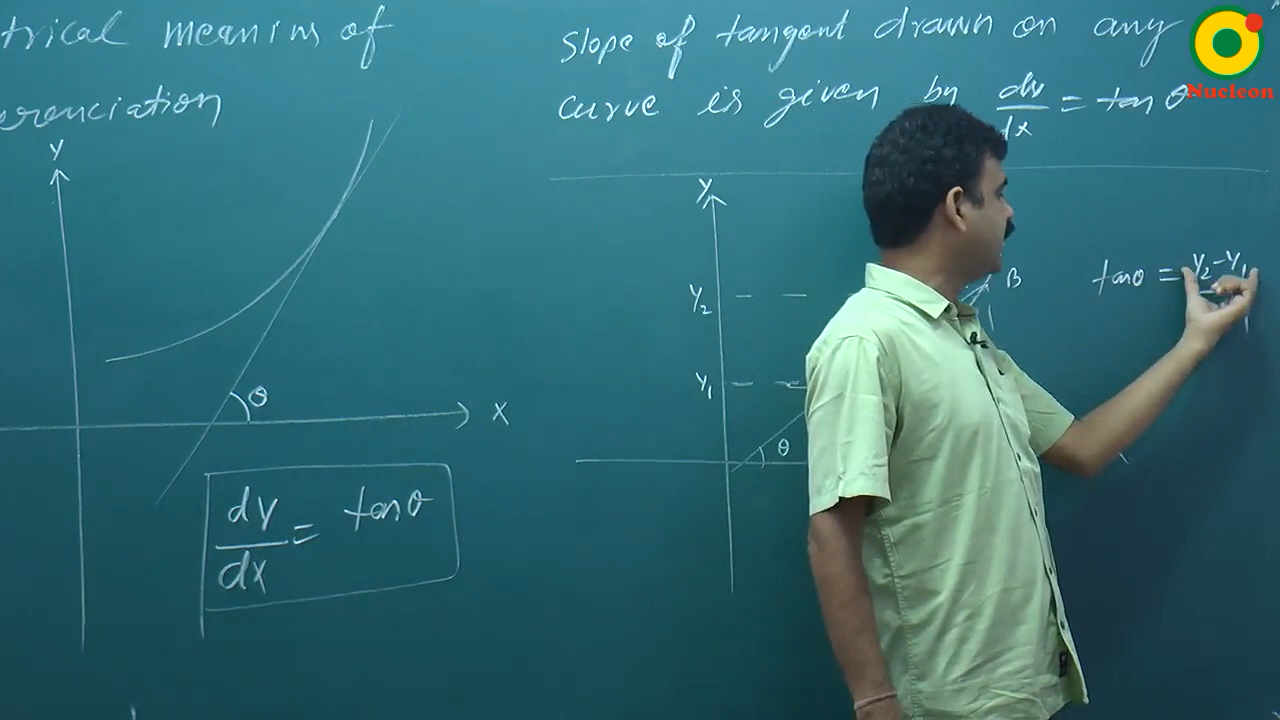 trical meaning of
erenciation
Y
θ
X
dy/dx = tanθ
Slope of tangent drawn on any
curve is given by dy/dx = tan θ
Nucleon
Y
Y₂
B
Y₁
θ
tanθ = Y₂-Y₁